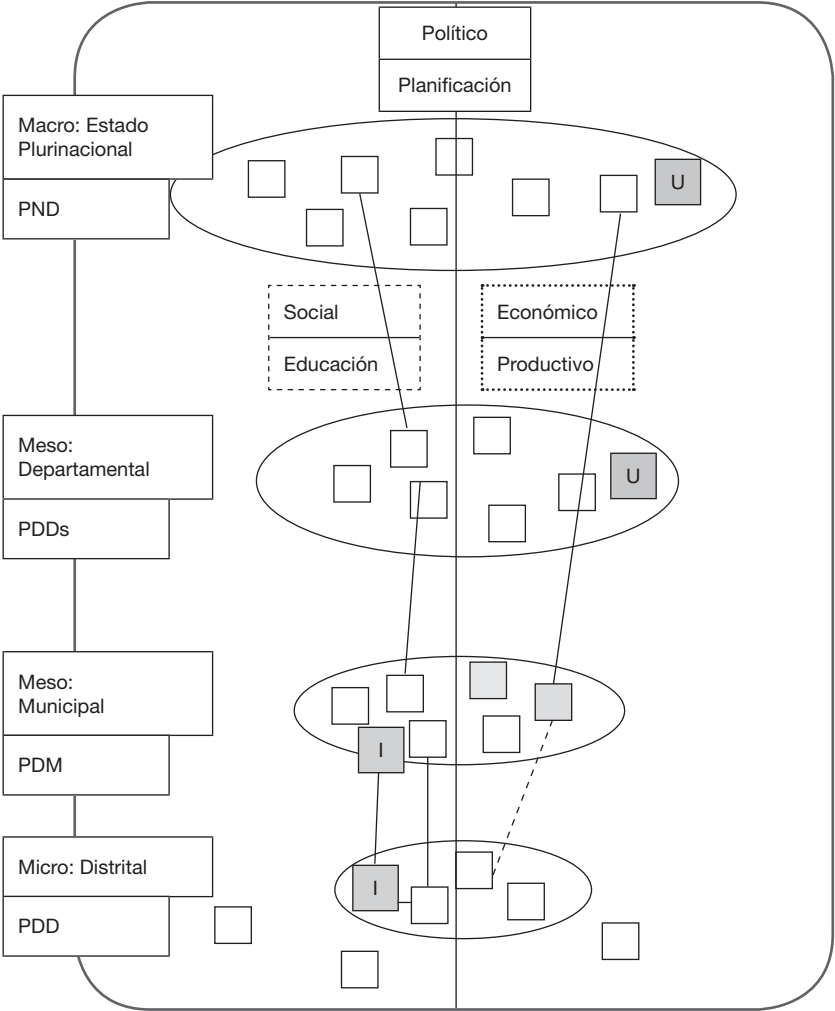 Político
Planificación
Macro: Estado
Plurinacional
PND
U
Social
Educación
Económico
Productivo
Meso:
Departamental
PDDs
U
Meso:
Municipal
PDM
I
Micro: Distrital
PDD
I